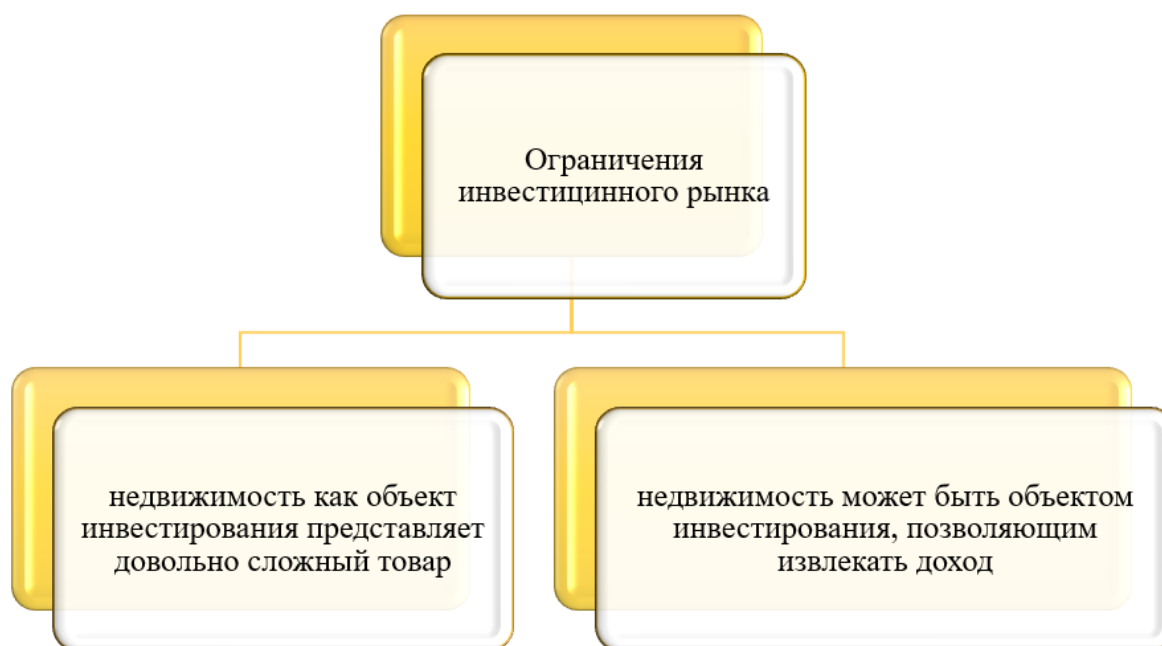 Ограничения
инвестицинного рынка
недвижимость как объект
инвестирования представляет
довольно сложный товар
недвижимость может быть объектом
инвестирования, позволяющим
извлекать доход